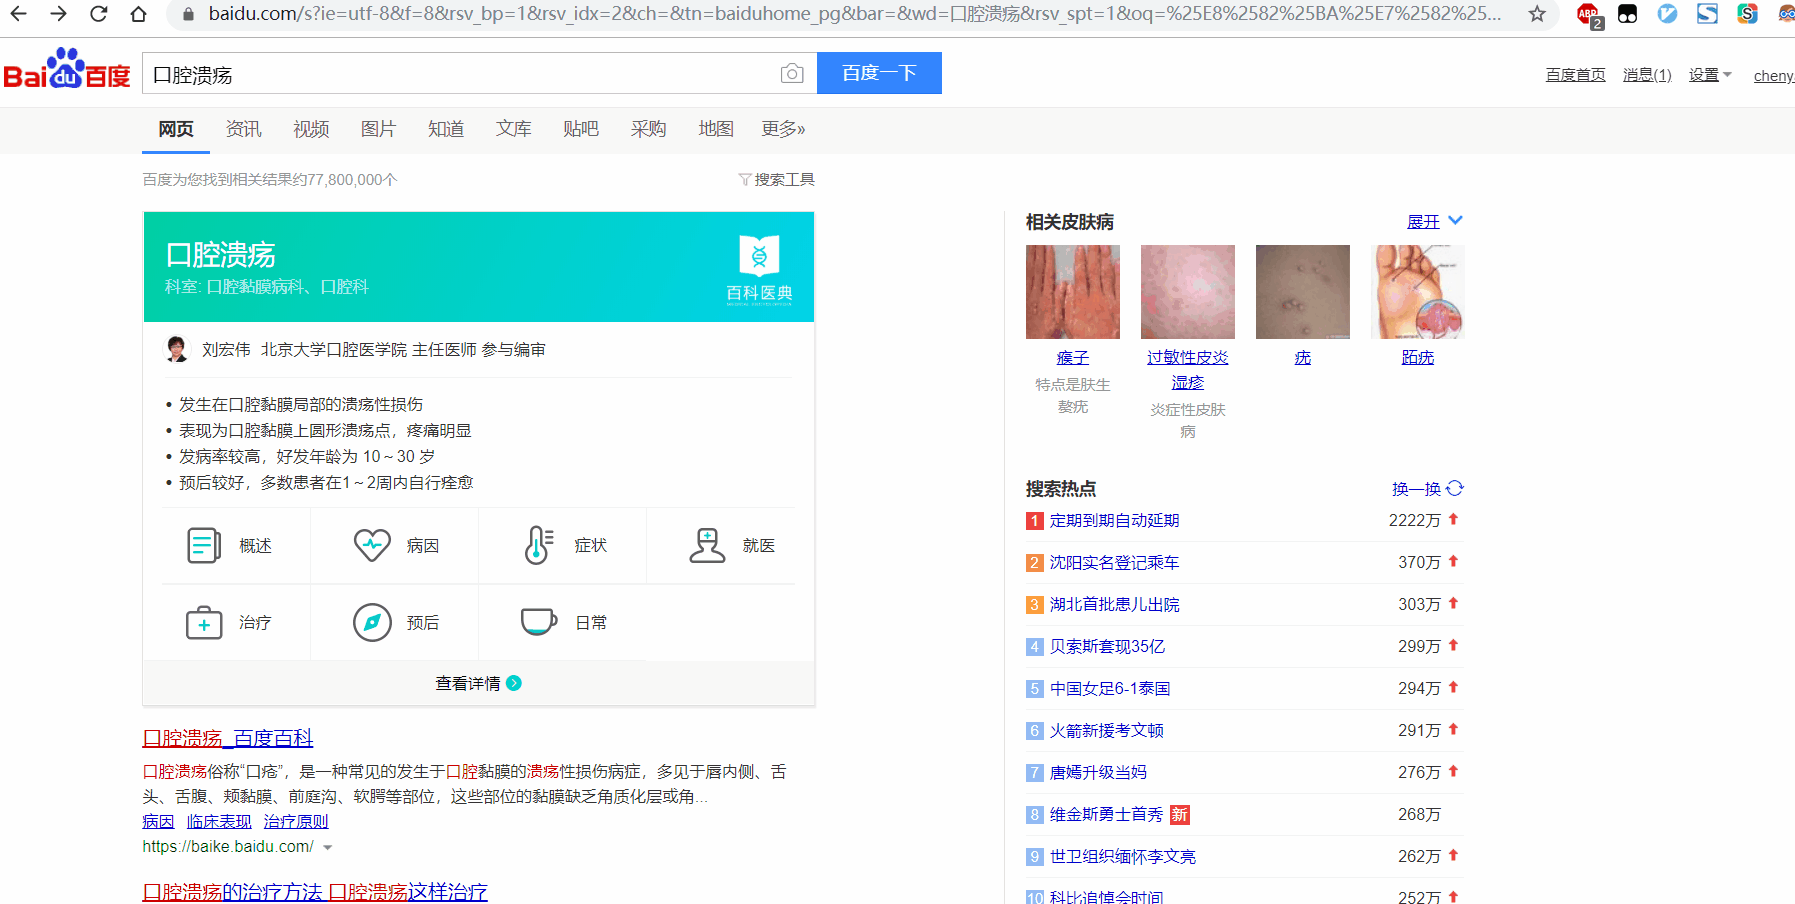 baidu.com/s?ie=utf-8&f=8&rsv_bp=1&rsv_idx=2&ch=&tn=baiduhome_pg&bar=&wd=口腔溃疡&rsv_spt=1&oq=%25E8%2582%25BA%25E7%2582%25...
ABP 2
Bai du 百度
口腔溃疡
百度一下
百度首页 消息(1) 设置 cheny
网页 资讯 视频 图片 知道 文库 贴吧 采购 地图 更多»
百度为您找到相关结果约77,800,000个
搜索工具
口腔溃疡
科室: 口腔黏膜病科、口腔科
百科医典
刘宏伟 北京大学口腔医学院 主任医师 参与编审
• 发生在口腔黏膜局部的溃疡性损伤
• 表现为口腔黏膜上圆形溃疡点，疼痛明显
• 发病率较高，好发年龄为 10～30 岁
• 预后较好，多数患者在1～2周内自行痊愈
概述 病因 症状 就医
治疗 预后 日常
查看详情
口腔溃疡_百度百科
口腔溃疡俗称“口疮”，是一种常见的发生于口腔黏膜的溃疡性损伤病症，多见于唇内侧、舌
头、舌腹、颊黏膜、前庭沟、软腭等部位，这些部位的黏膜缺乏角质化层或角...
病因 临床表现 治疗原则
https://baike.baidu.com/
口腔溃疡的治疗方法_口腔溃疡这样治疗
相关皮肤病 展开
瘊子
特点是肤生
螯疣
过敏性皮炎
湿疹
炎症性皮肤
病
疣
跖疣
搜索热点 换一换
1 定期到期自动延期 2222万
2 沈阳实名登记乘车 370万
3 湖北首批患儿出院 303万
4 贝索斯套现35亿 299万
5 中国女足6-1泰国 294万
6 火箭新援考文顿 291万
7 唐嫣升级当妈 276万
8 维金斯勇士首秀 新 268万
9 世卫组织缅怀李文亮 262万
10 科比追悼会时间 252万